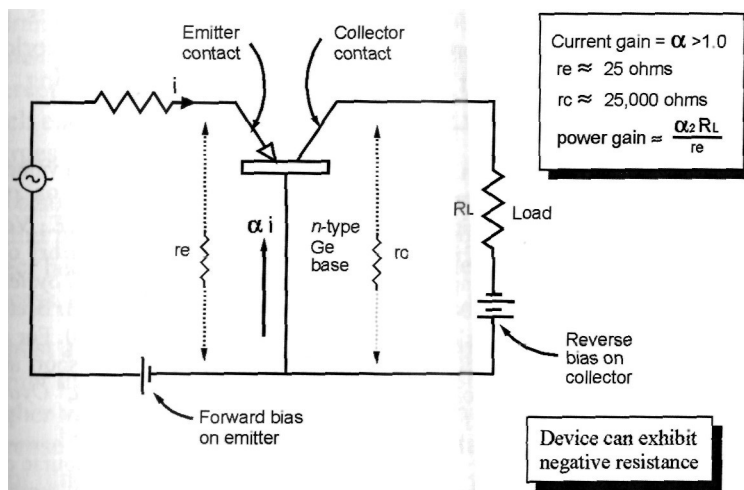 Emitter
contact
Collector
contact
i
Current gain = α >1.0
re ≈ 25 ohms
rc ≈ 25,000 ohms
power gain ≈ α2 RL
re
re
α i
n-type
Ge
base
rc
RL
Load
Forward bias
on emitter
Reverse
bias on
collector
Device can exhibit
negative resistance